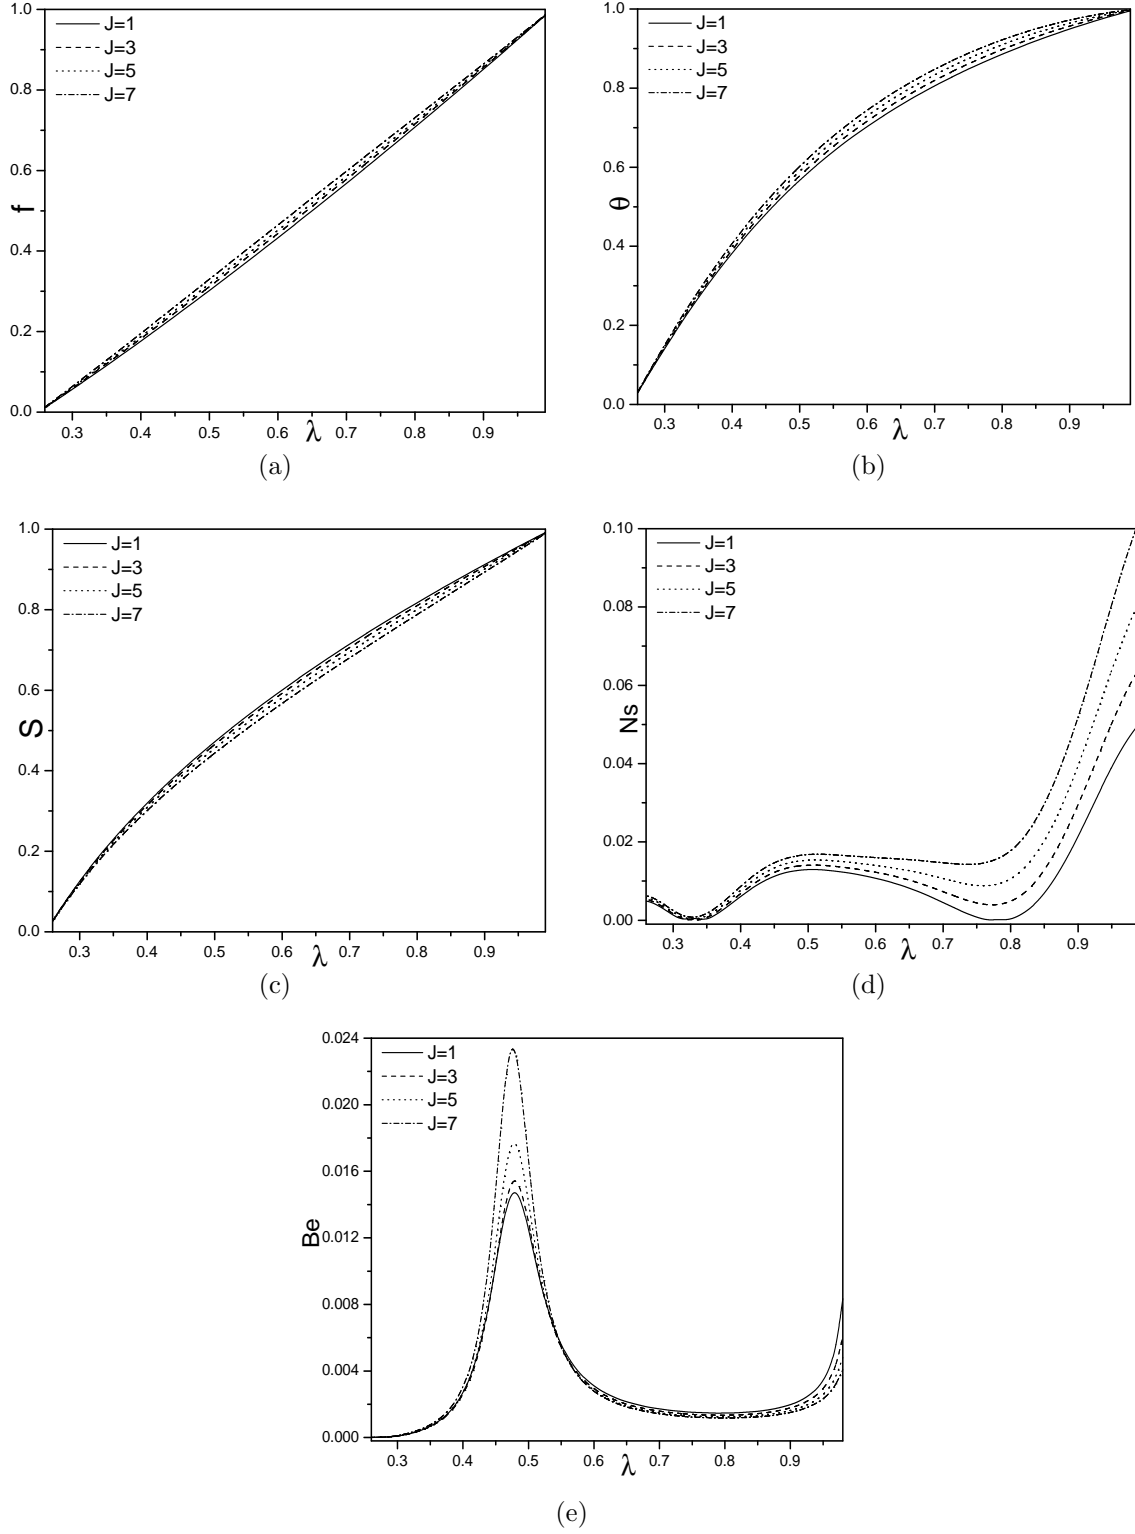 J=1
J=3
J=5
J=7
1.0
0.8
0.6
0.4
0.2
0.0
f
0.3 0.4 0.5 0.6 0.7 0.8 0.9
λ
(a)
J=1
J=3
J=5
J=7
1.0
0.8
0.6
0.4
0.2
0.0
θ
0.3 0.4 0.5 0.6 0.7 0.8 0.9
λ
(b)
J=1
J=3
J=5
J=7
1.0
0.8
0.6
0.4
0.2
0.0
S
0.3 0.4 0.5 0.6 0.7 0.8 0.9
λ
(c)
J=1
J=3
J=5
J=7
0.10
0.08
0.06
0.04
0.02
0.00
Ns
0.3 0.4 0.5 0.6 0.7 0.8 0.9
λ
(d)
J=1
J=3
J=5
J=7
0.024
0.020
0.016
0.012
0.008
0.004
0.000
Be
0.3 0.4 0.5 0.6 0.7 0.8 0.9
λ
(e)